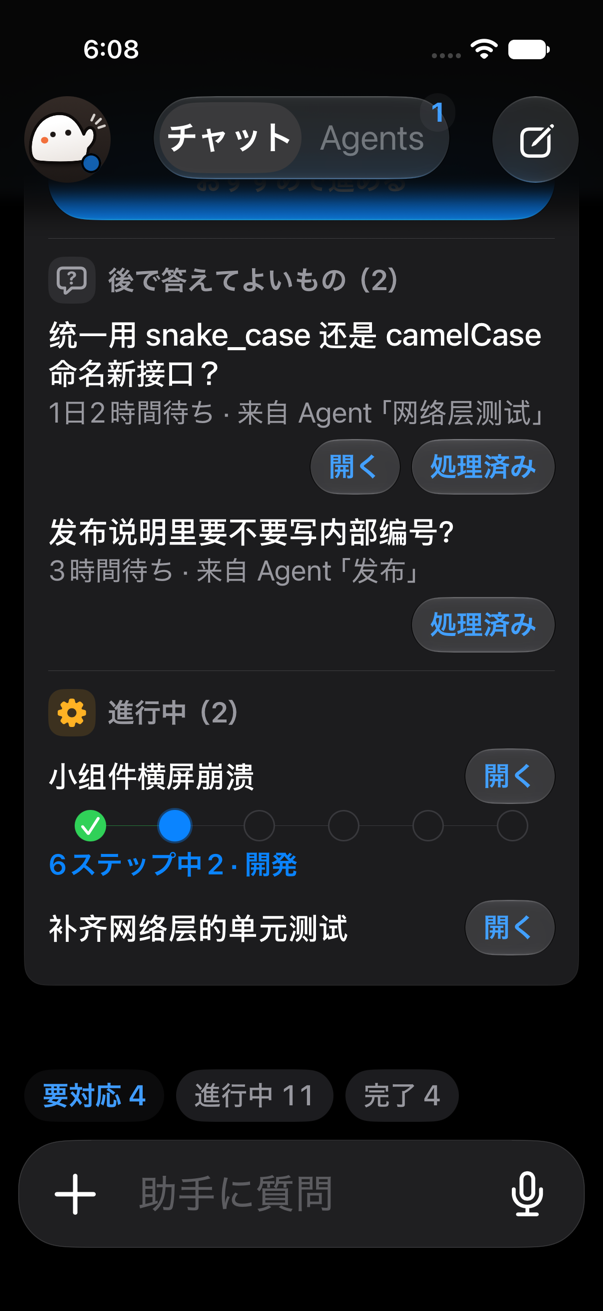 6:08
チャット
Agents
1
後で答えてよいもの（2）
统一用 snake_case 还是 camelCase
命名新接口？
1日2時間待ち · 来自 Agent「网络层测试」
開く
処理済み
发布说明里要不要写内部编号?
3時間待ち · 来自 Agent「发布」
処理済み
進行中（2）
小组件横屏崩溃
開く
6ステップ中2 · 開発
补齐网络层的单元测试
開く
要対応 4
進行中 11
完了 4
助手に質問